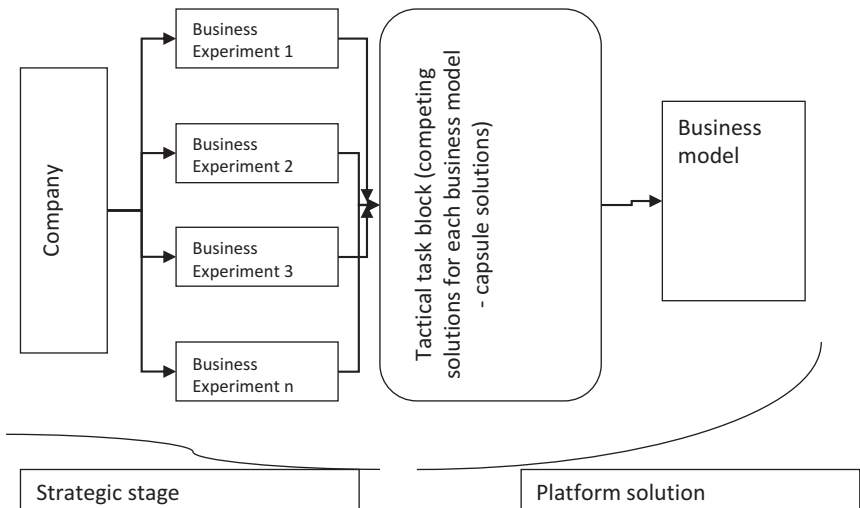 Company
Business
Experiment 1
Business
Experiment 2
Business
Experiment 3
Business
Experiment n
Tactical task block (competing
solutions for each business model
- capsule solutions)
Business
model
Strategic stage
Platform solution